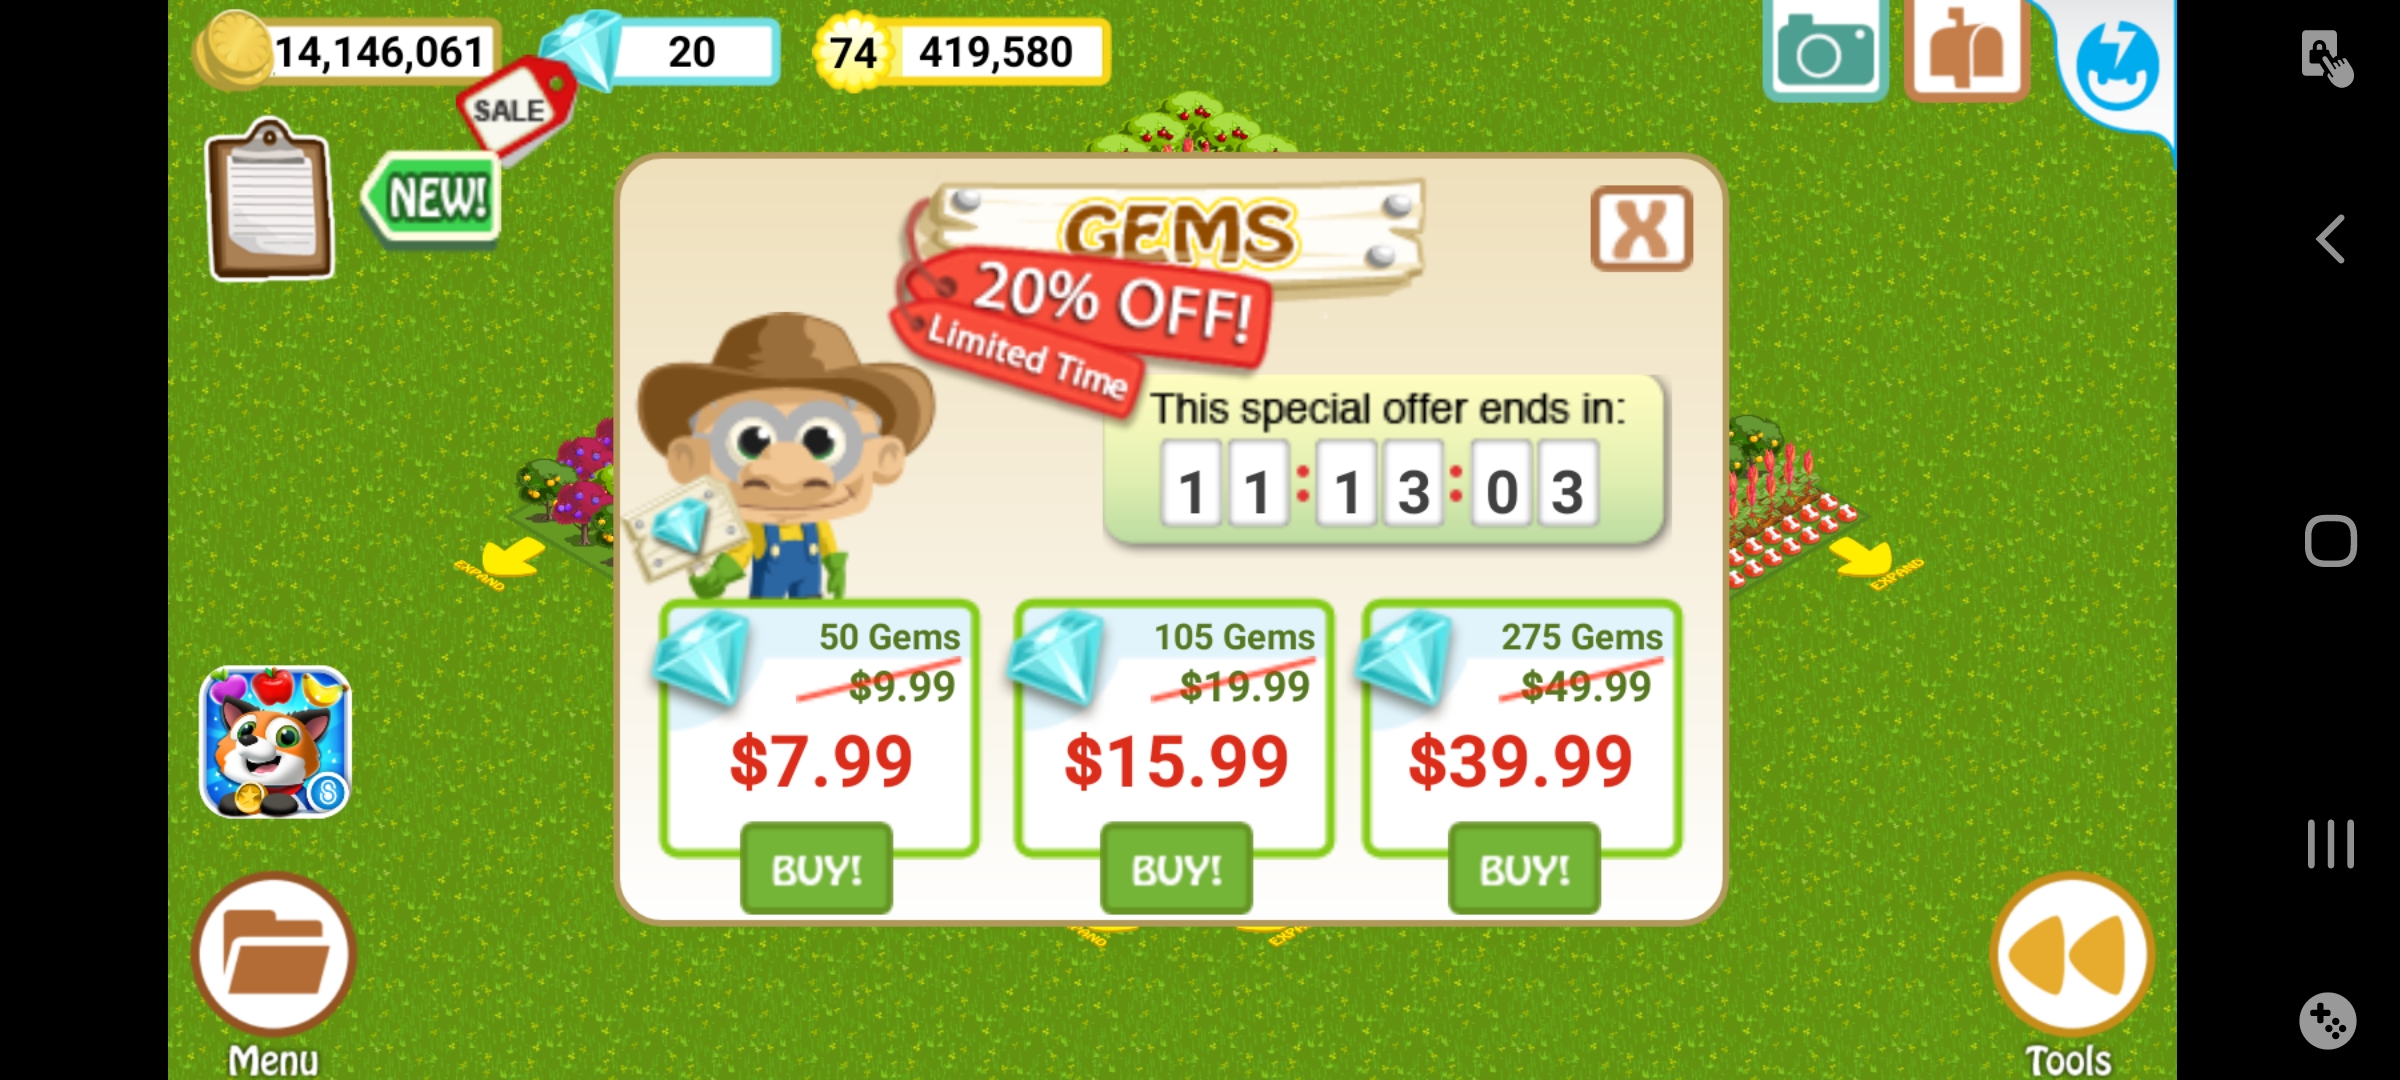 14,146,061
20
74
419,580
SALE
NEW!
GEMS
20% OFF!
Limited Time
This special offer ends in:
11:13:03
EXPAND
EXPAND
50 Gems
105 Gems
275 Gems
$9.99
$19.99
$49.99
$7.99
$15.99
$39.99
BUY!
BUY!
BUY!
Menu
Tools